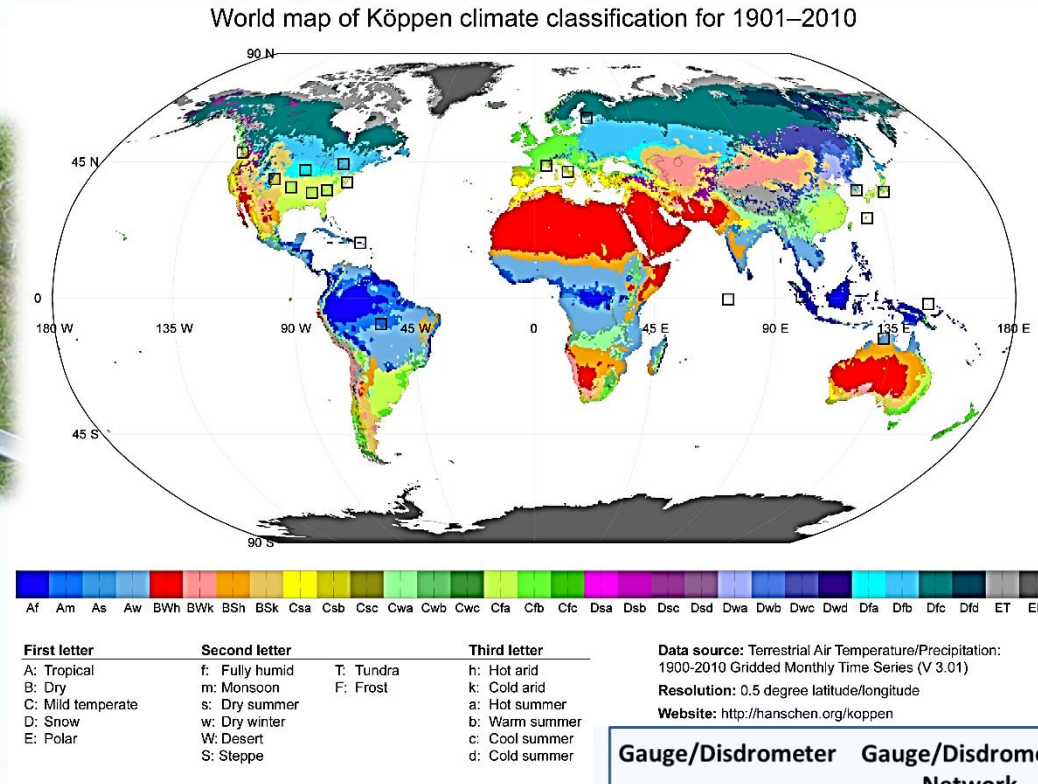 World map of Köppen climate classification for 1901–2010
90 N
45 N
0
180 W 135 W 90 W 45 W 0 45 E 90 E 135 E 180 E
45 S
90 S
Af Am As Aw BWh BWk BSh BSk Csa Csb Csc Cwa Cwb Cwc Cfa Cfb Cfc Dsa Dsb Dsc Dsd Dwa Dwb Dwc Dwd Dfa Dfb Dfc Dfd ET
First letter
A: Tropical
B: Dry
C: Mild temperate
D: Snow
E: Polar
Second letter
f: Fully humid
m: Monsoon
s: Dry summer
w: Dry winter
W: Desert
S: Steppe
T: Tundra
F: Frost
Third letter
h: Hot arid
k: Cold arid
a: Hot summer
b: Warm summer
c: Cool summer
d: Cold summer
Data source: Terrestrial Air Temperature/Precipitation:
1900-2010 Gridded Monthly Time Series (V 3.01)
Resolution: 0.5 degree latitude/longitude
Website: http://hanschen.org/koppen
Gauge/Disdrometer Gauge/Disdrome